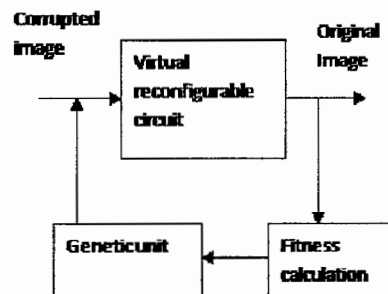 Corrupted
image
Original
Image
Virtual
reconfigurable
circuit
Geneticunit
Fitness
calculation